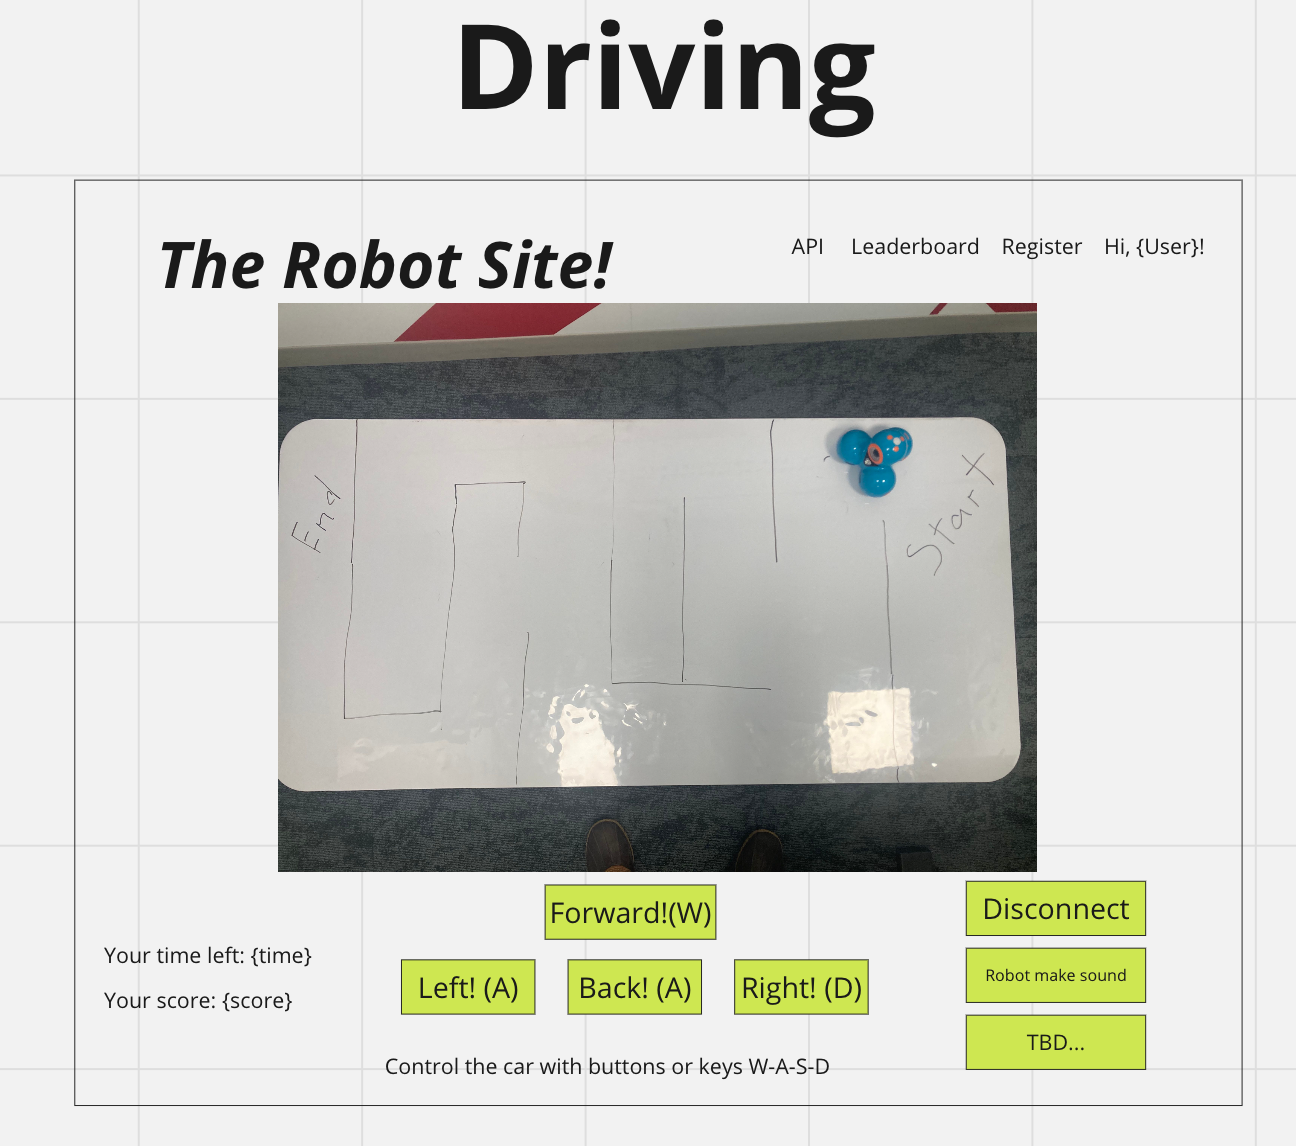 Driving
The Robot Site!
API Leaderboard Register Hi, {User}!
End
Start
Forward!(W)
Disconnect
Your time left: {time}
Left! (A) Back! (A) Right! (D)
Robot make sound
Your score: {score}
TBD...
Control the car with buttons or keys W-A-S-D